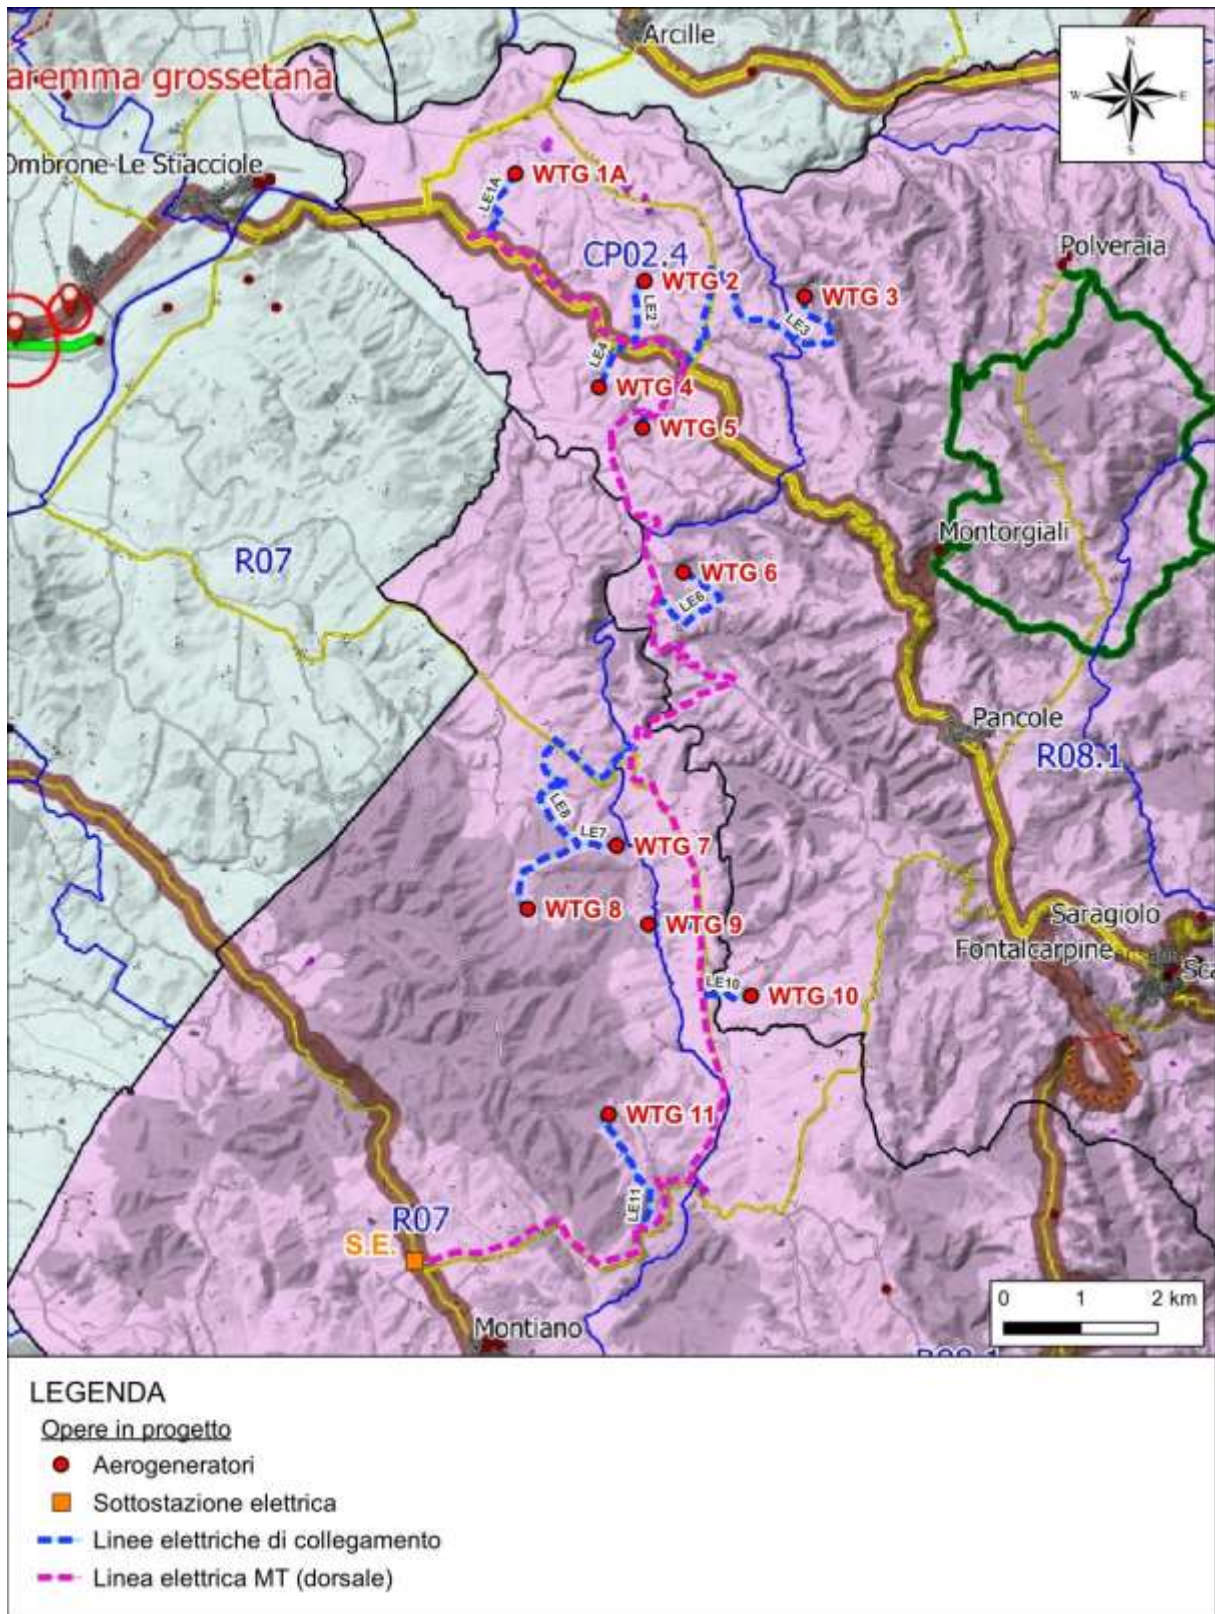 Arcille
N
W E
S
aremma grossetana
Ombrone-Le Stiacciole
WTG 1A
LE1A
CP02.4
Polveraia
WTG 2
WTG 3
LE2
LE3
LE4
WTG 4
WTG 5
Montorgiali
R07
WTG 6
LE6
Pancole
R08.1
LE8
LE7
WTG 7
WTG 8
WTG 9
Saragiolo
Fontalcarpine
Sca
LE10
WTG 10
WTG 11
LE11
R07
S.E.
0 1 2 km
Montiano
LEGENDA
Opere in progetto
Aerogeneratori
Sottostazione elettrica
Linee elettriche di collegamento
Linea elettrica MT (dorsale)